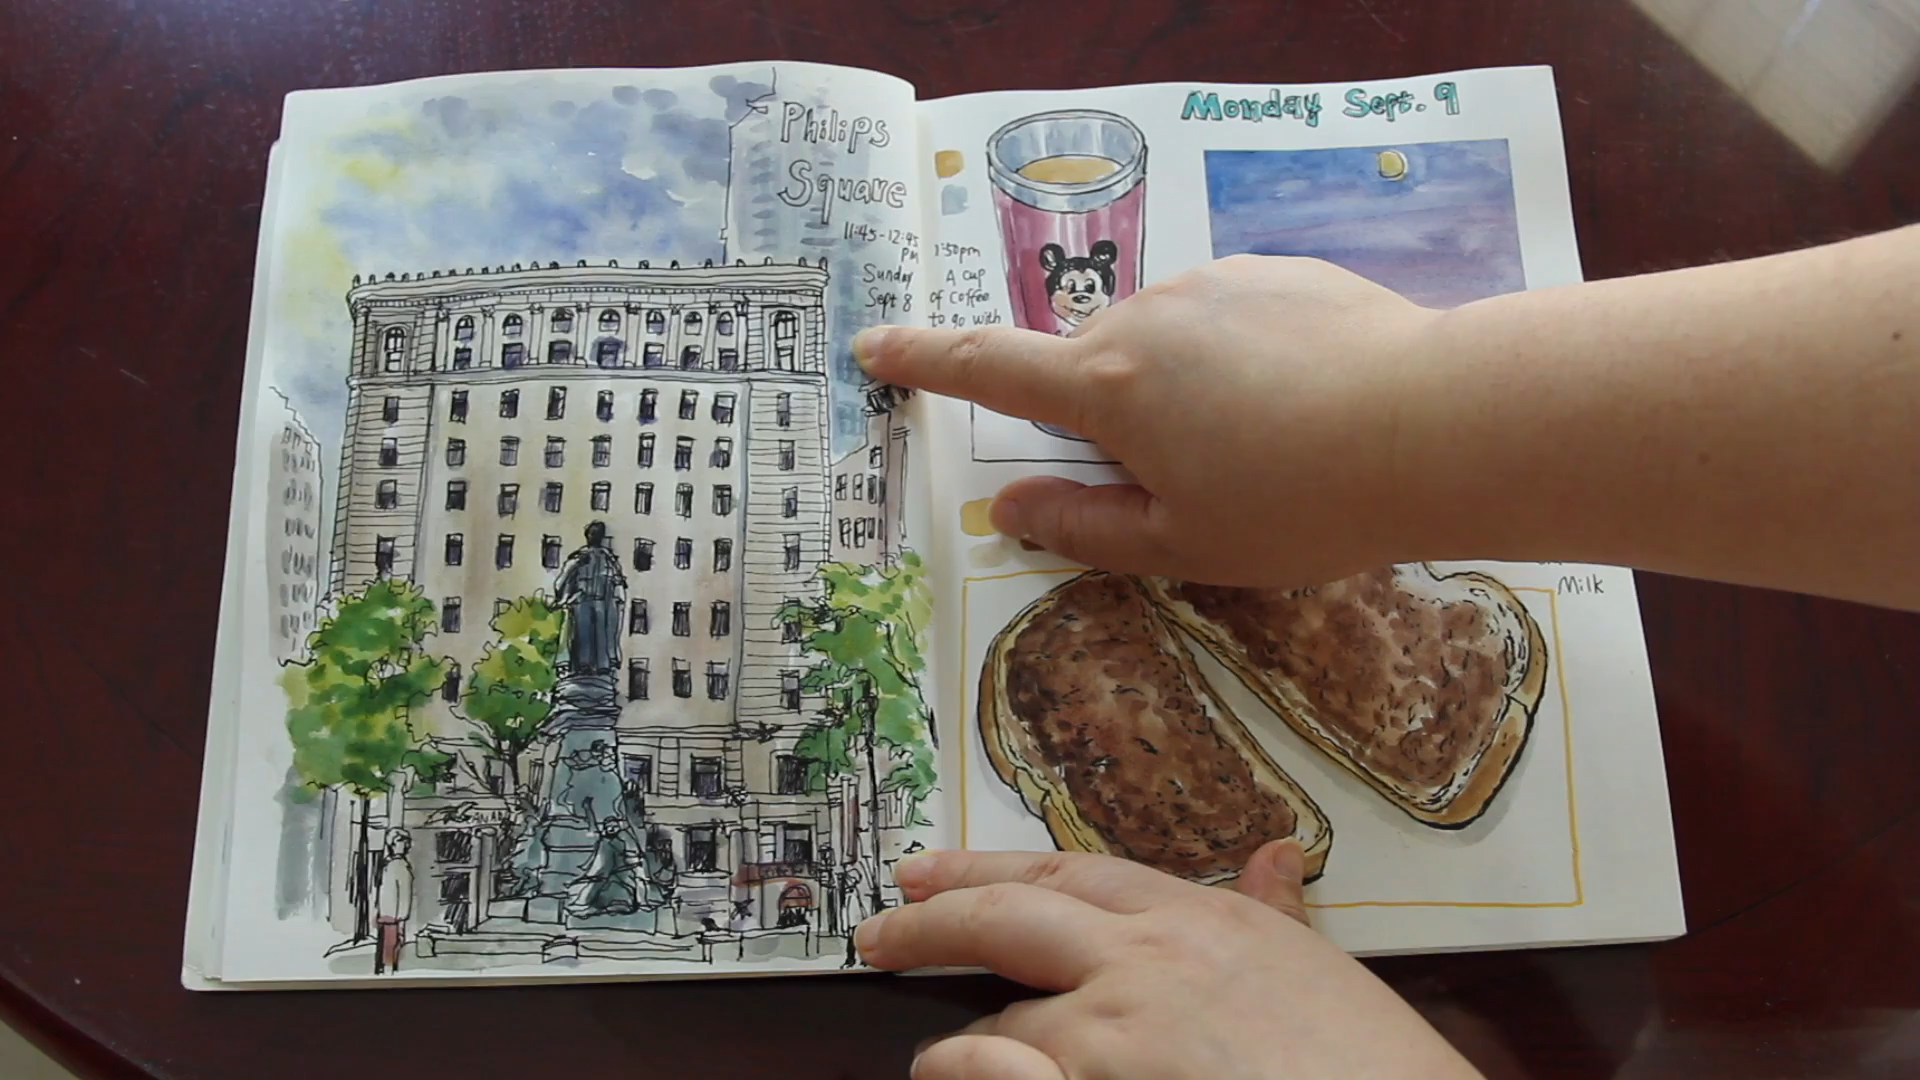 Philips
Square
11:45-12:45
pm
Sunday
Sept 8
Monday Sept. 9
1:50pm
A cup
of coffee
to go with
Milk